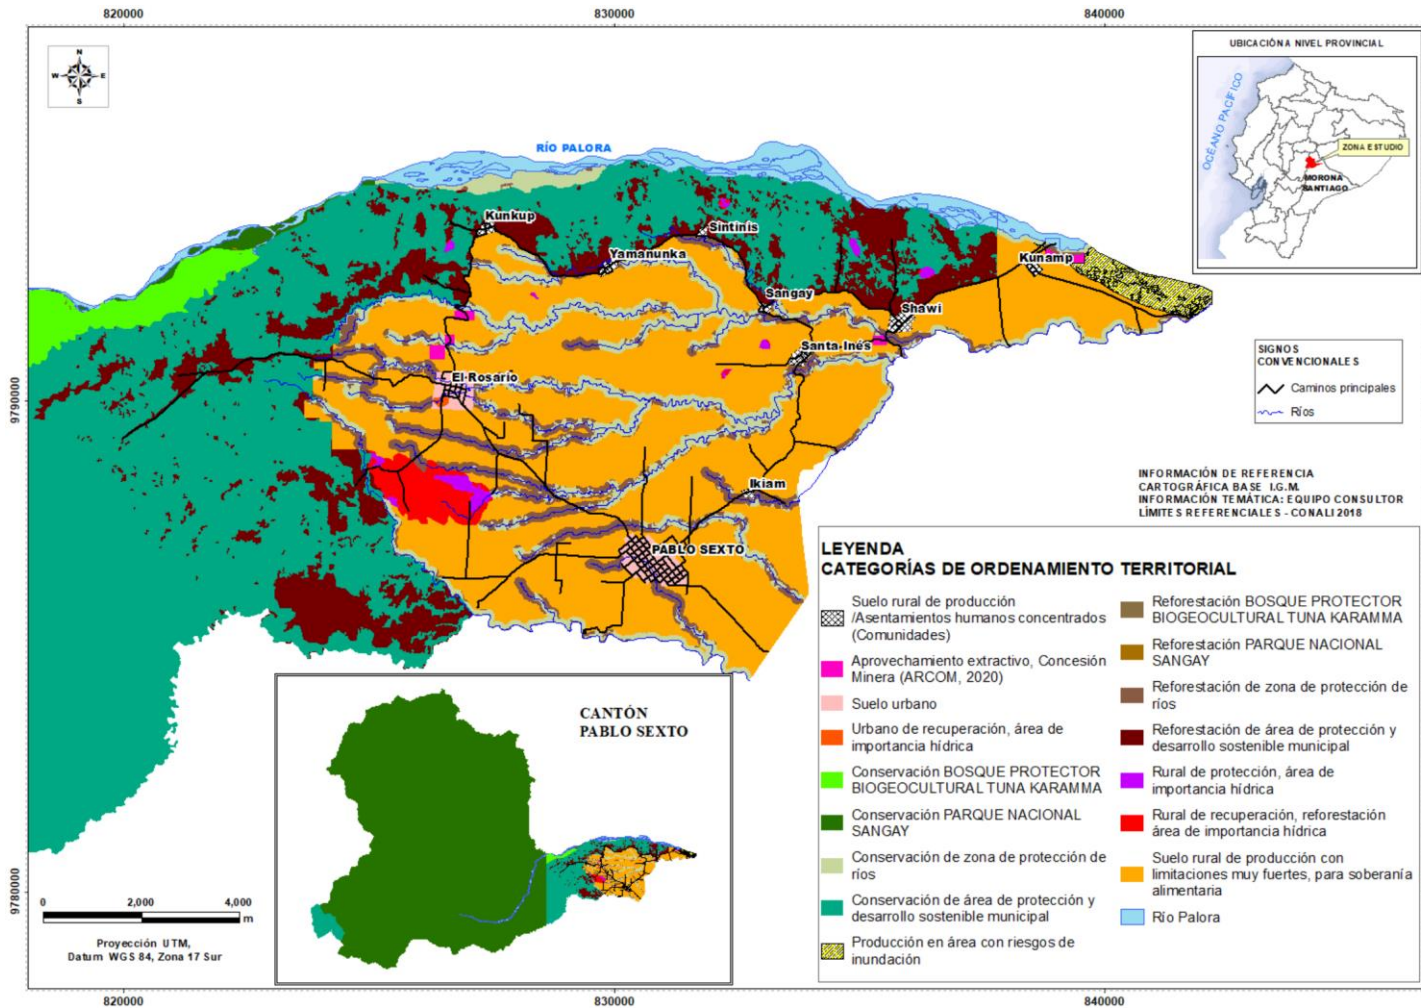 820000
830000
840000
N
W
E
S
UBICACIÓN A NIVEL PROVINCIAL
OCÉANO PACÍFICO
ZONA ESTUDIO
MORONA
SANTIAGO
RÍO PALORA
Kunkup
Sintinis
Yamanunka
Kunamp
Sangay
Shawi
Santa Inés
El Rosario
Ikiam
PABLO SEXTO
9790000
9780000
SIGNOS
CONVENCIONALES
Caminos principales
Ríos
INFORMACIÓN DE REFERENCIA
CARTOGRÁFICA BASE I.G.M.
INFORMACIÓN TEMÁTICA: EQUIPO CONSULTOR
LÍMITES REFERENCIALES - CONALI 2018
LEYENDA
CATEGORÍAS DE ORDENAMIENTO TERRITORIAL
Suelo rural de producción
/Asentamientos humanos concentrados
(Comunidades)
Aprovechamiento extractivo, Concesión
Minera (ARCOM, 2020)
Suelo urbano
Urbano de recuperación, área de
importancia hídrica
Conservación BOSQUE PROTECTOR
BIOGEOCULTURAL TUNA KARAMMA
Conservación PARQUE NACIONAL
SANGAY
Conservación de zona de protección de
ríos
Conservación de área de protección y
desarrollo sostenible municipal
Producción en área con riesgos de
inundación
Reforestación BOSQUE PROTECTOR
BIOGEOCULTURAL TUNA KARAMMA
Reforestación PARQUE NACIONAL
SANGAY
Reforestación de zona de protección de
ríos
Reforestación de área de protección y
desarrollo sostenible municipal
Rural de protección, área de
importancia hídrica
Rural de recuperación, reforestación
área de importancia hídrica
Suelo rural de producción con
limitaciones muy fuertes, para soberanía
alimentaria
Río Palora
CANTÓN
PABLO SEXTO
0 2,000 4,000
m
Proyección UTM,
Datum WGS 84, Zona 17 Sur
820000
830000
840000